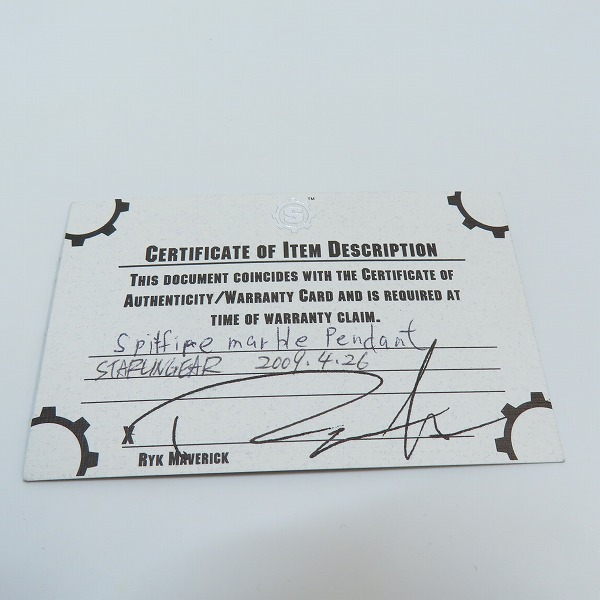 S ™
CERTIFICATE OF ITEM DESCRIPTION
THIS DOCUMENT COINCIDES WITH THE CERTIFICATE OF
AUTHENTICITY/WARRANTY CARD AND IS REQUIRED AT
TIME OF WARRANTY CLAIM.
Spitfire marble Pendant
STARLINGEAR 2009.4.26
X
RYK MAVERICK